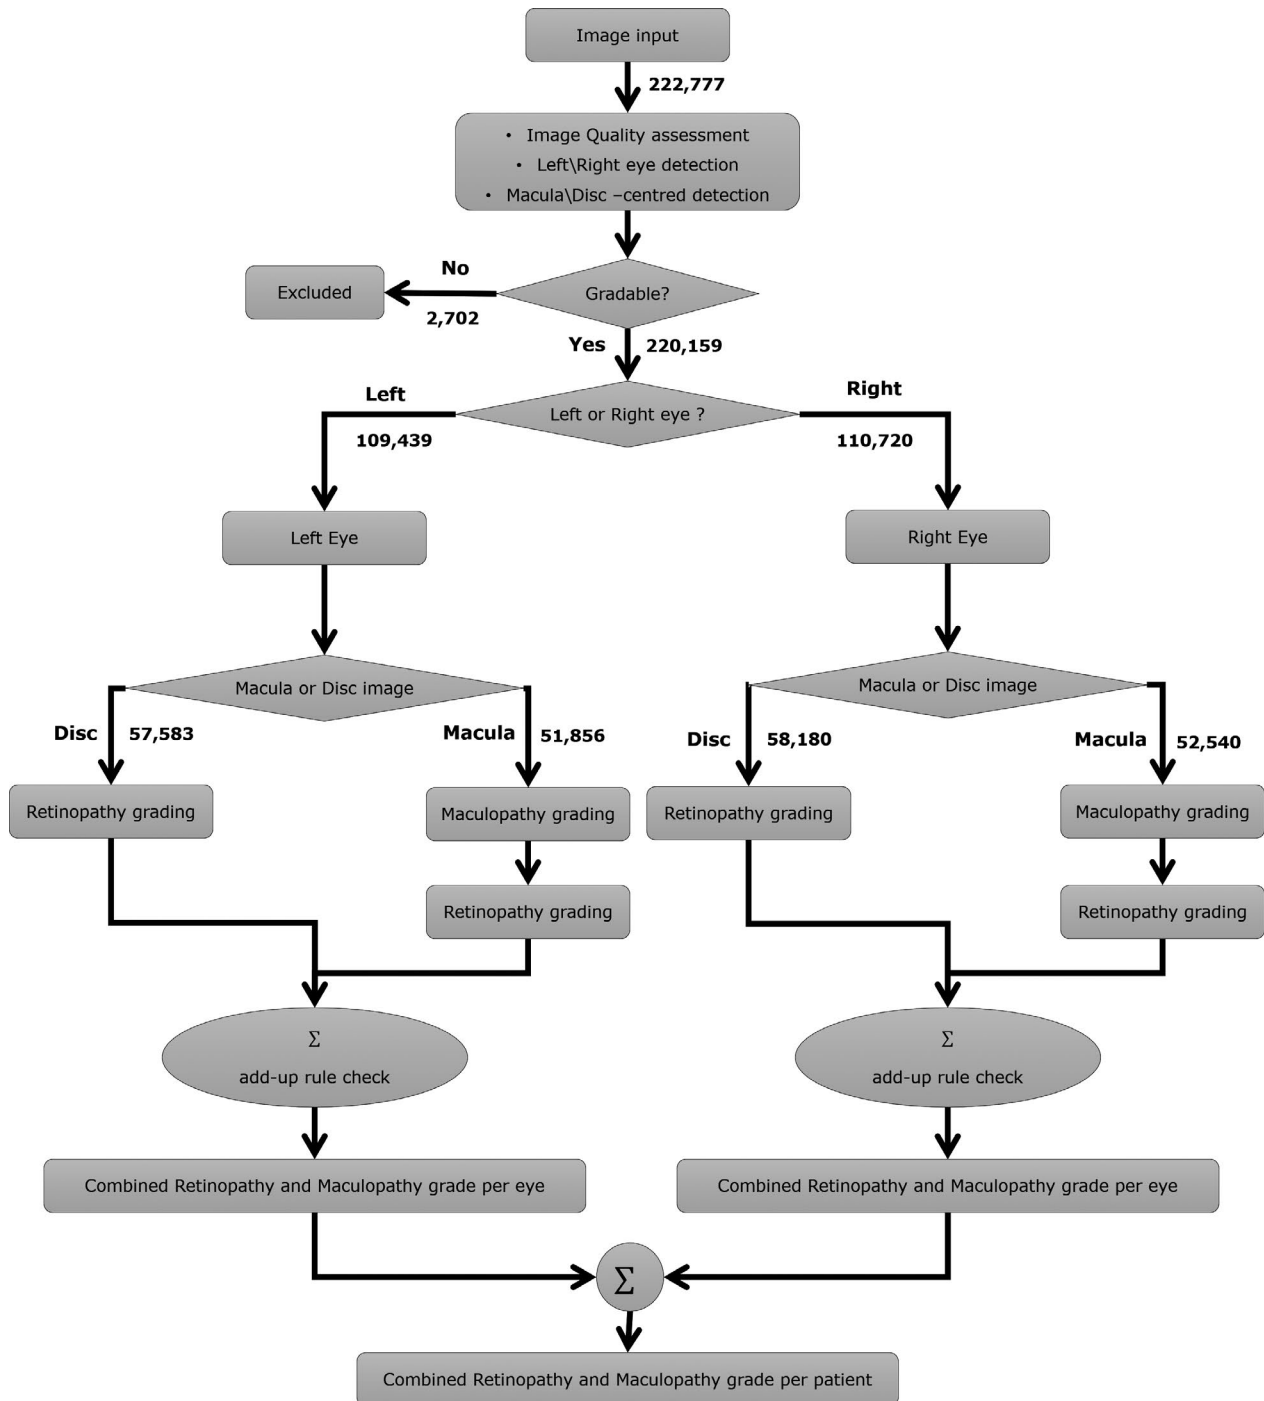 Image input
222,777
• Image Quality assessment
• Left\Right eye detection
• Macula\Disc –centred detection
No
Excluded
Gradable?
2,702
Yes
220,159
Left
Right
Left or Right eye ?
109,439
110,720
Left Eye
Right Eye
Macula or Disc image
Macula or Disc image
Disc
57,583
Macula
51,856
Disc
58,180
Macula
52,540
Retinopathy grading
Maculopathy grading
Retinopathy grading
Maculopathy grading
Retinopathy grading
Retinopathy grading
Σ
add-up rule check
Σ
add-up rule check
Combined Retinopathy and Maculopathy grade per eye
Combined Retinopathy and Maculopathy grade per eye
Σ
Combined Retinopathy and Maculopathy grade per patient